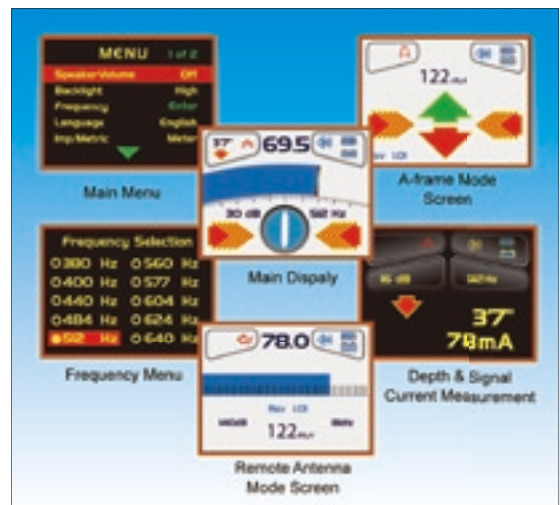 MENU 1 of 2
Speaker Volume Off
Backlight High
Frequency Enter
Language English
Imp/Metric Meter
Main Menu
122
A-frame Mode
Screen
37" 69.5
30 dB 512 Hz
Main Dispaly
Frequency Selection
0380 Hz 0560 Hz
0400 Hz 0577 Hz
0440 Hz 0604 Hz
0484 Hz 0624 Hz
512 Hz 0640 Hz
Frequency Menu
16 dB 512Hz
37"
78mA
Depth & Signal
Current Measurement
78.0
122
Remote Antenna
Mode Screen